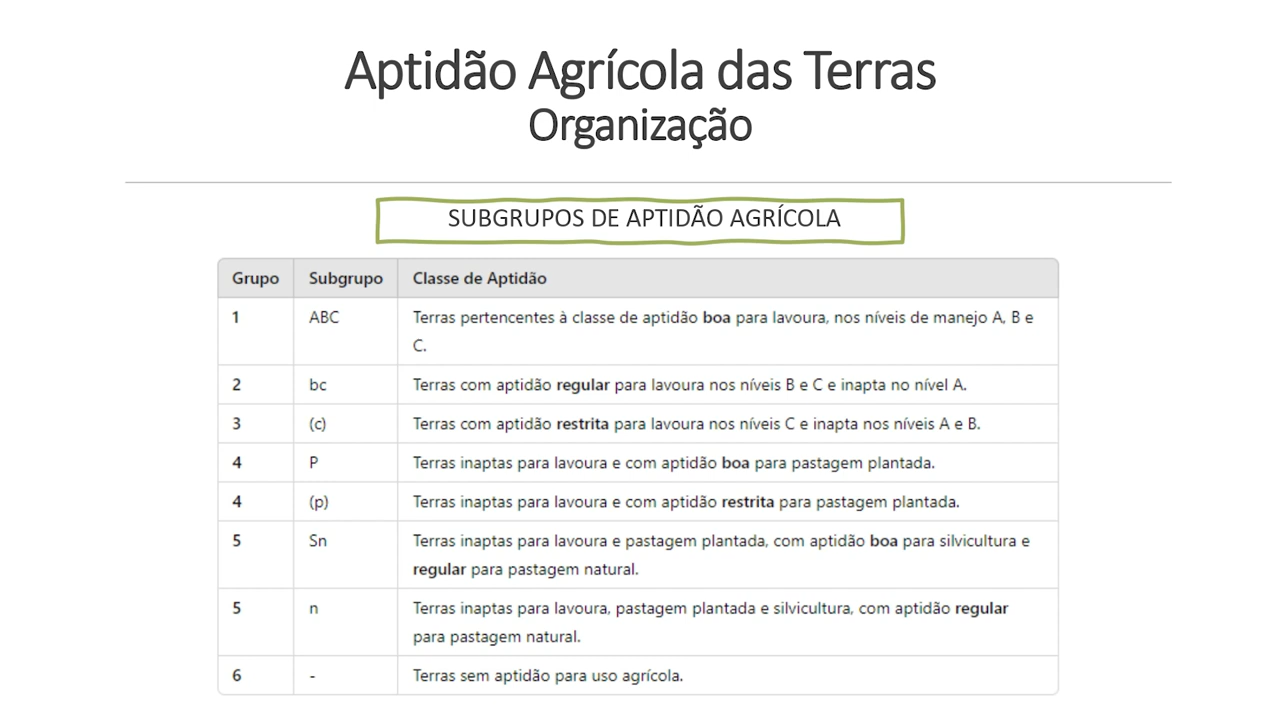 Aptidão Agrícola das Terras
Organização
SUBGRUPOS DE APTIDÃO AGRÍCOLA
Grupo Subgrupo Classe de Aptidão
1 ABC Terras pertencentes à classe de aptidão boa para lavoura, nos níveis de manejo A, B e
C.
2 bc Terras com aptidão regular para lavoura nos níveis B e C e inapta no nível A.
3 (c) Terras com aptidão restrita para lavoura nos níveis C e inapta nos níveis A e B.
4 P Terras inaptas para lavoura e com aptidão boa para pastagem plantada.
4 (p) Terras inaptas para lavoura e com aptidão restrita para pastagem plantada.
5 Sn Terras inaptas para lavoura e pastagem plantada, com aptidão boa para silvicultura e
regular para pastagem natural.
5 n Terras inaptas para lavoura, pastagem plantada e silvicultura, com aptidão regular
para pastagem natural.
6 - Terras sem aptidão para uso agrícola.